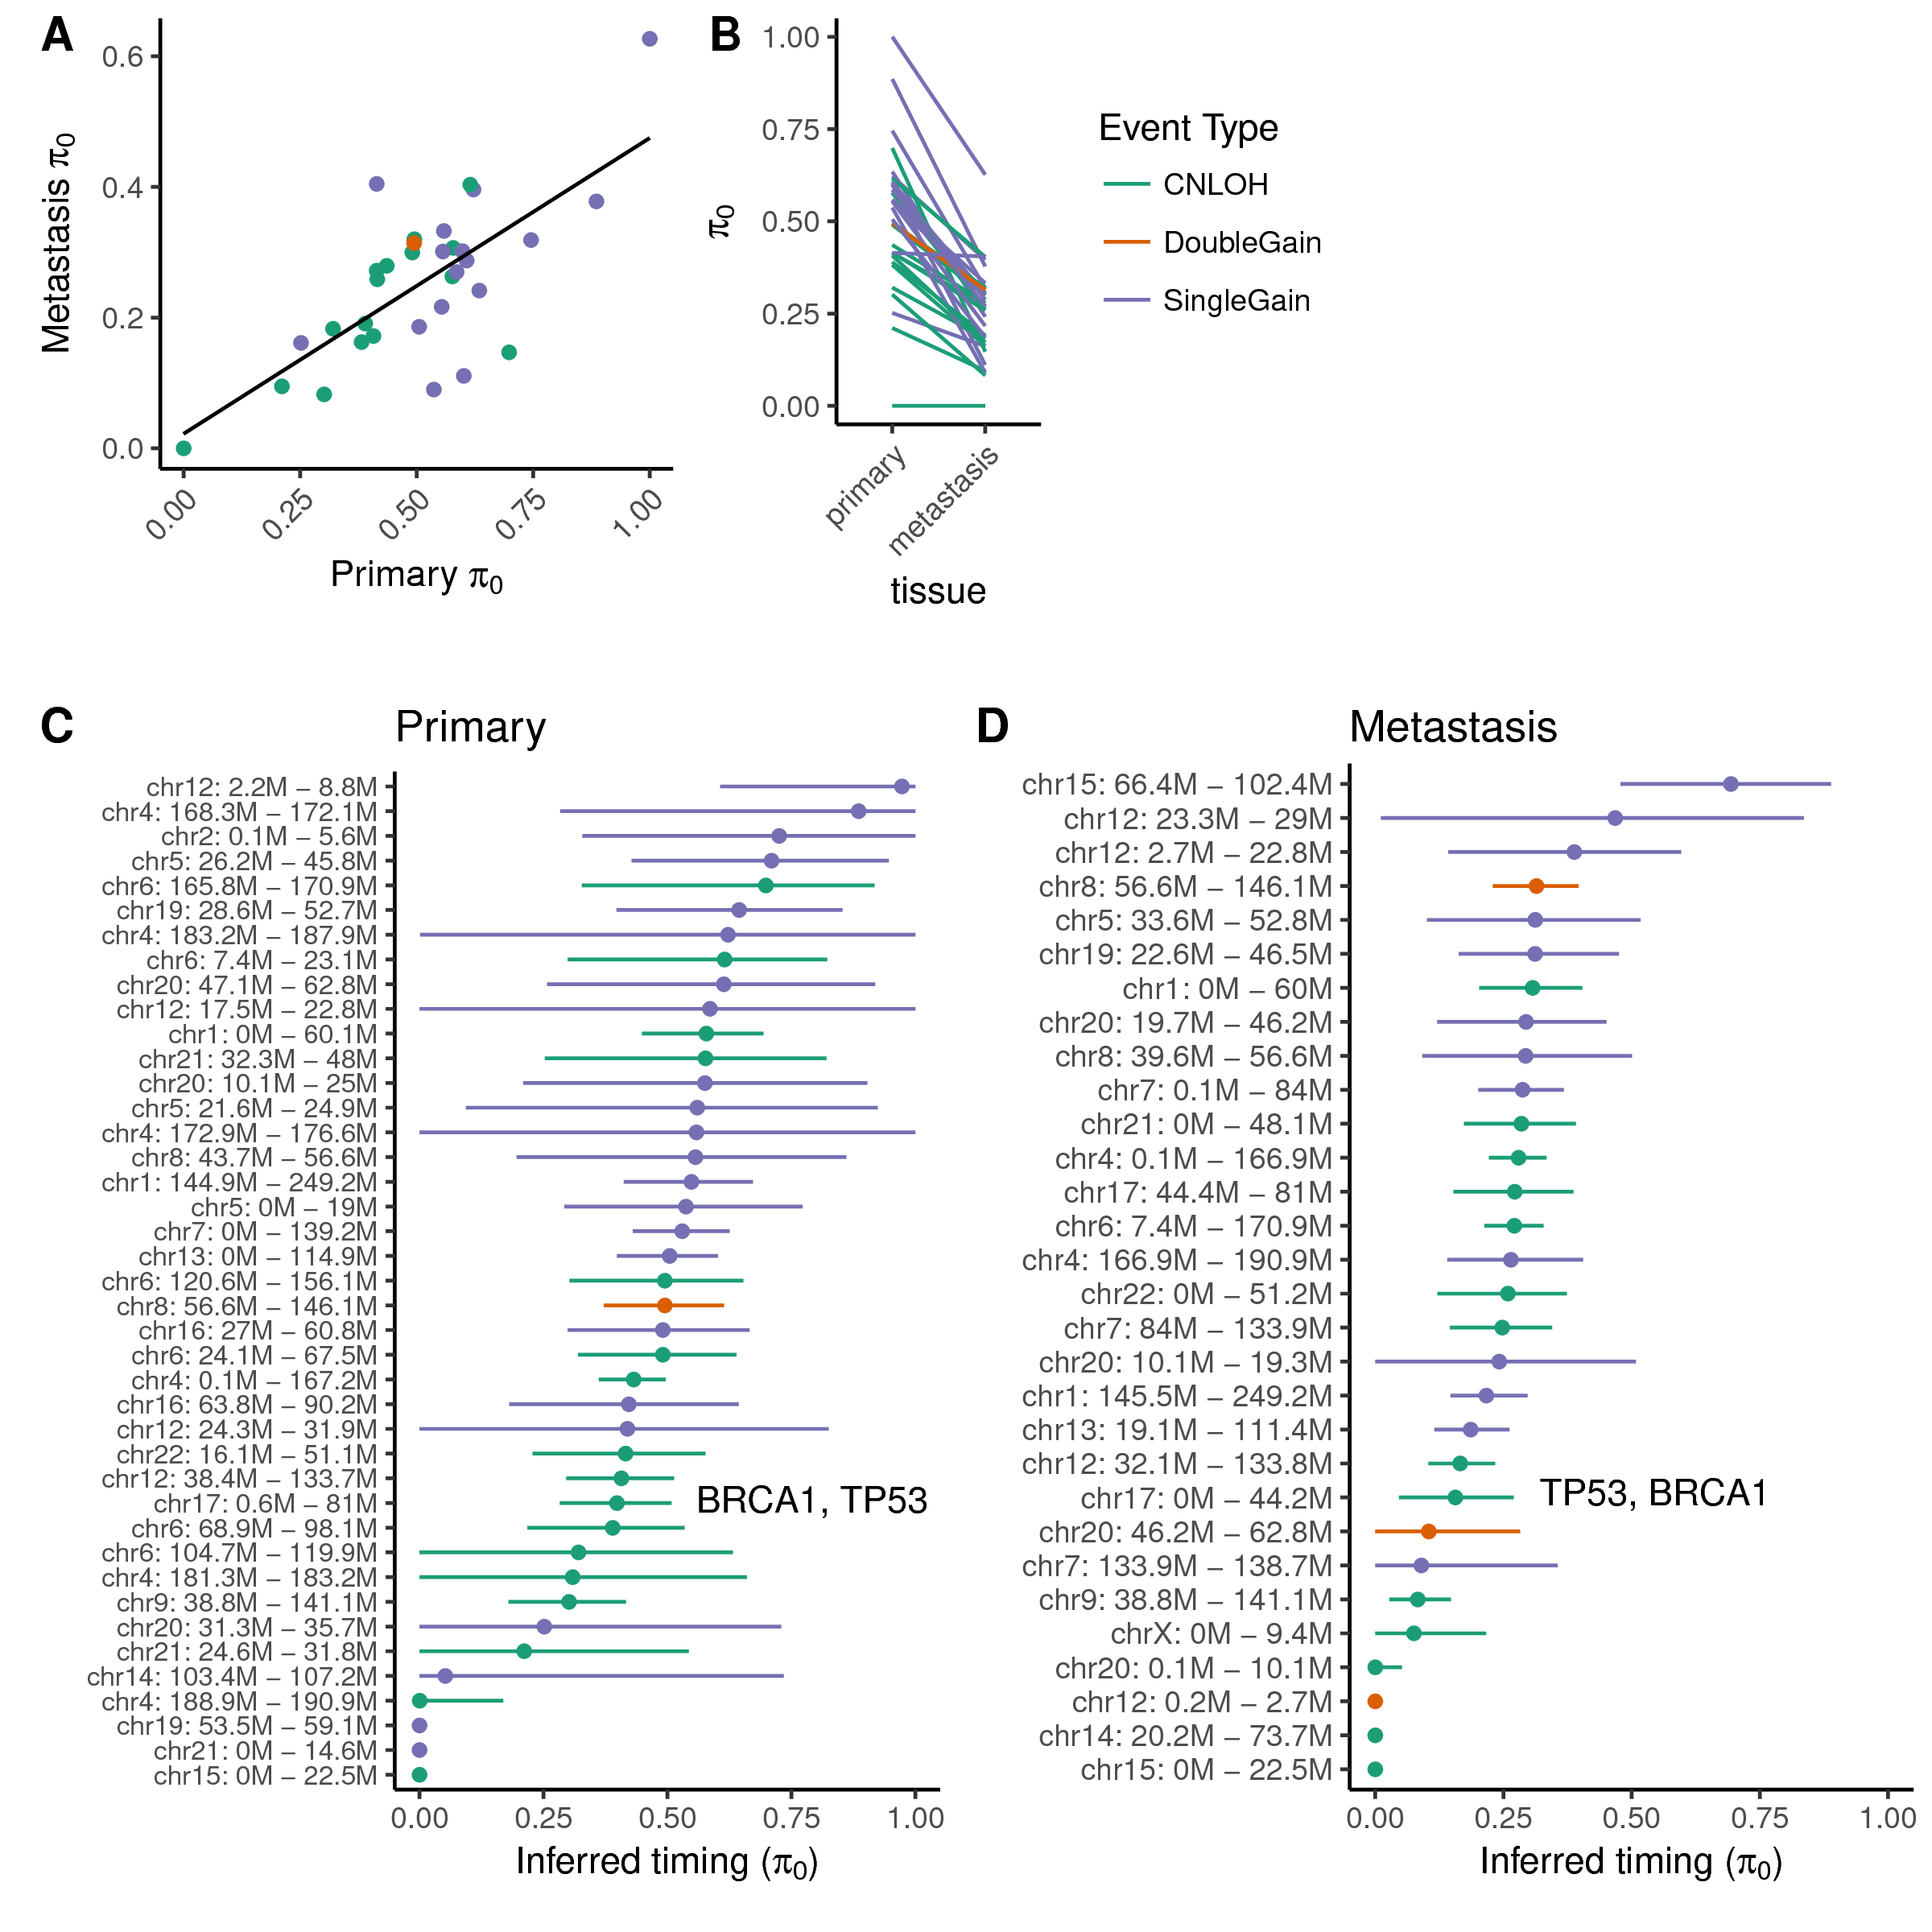 A
Metastasis π0
0.6
0.4
0.2
0.0
0.00
0.25
0.50
0.75
1.00
Primary π0
B
π0
1.00
0.75
0.50
0.25
0.00
primary
metastasis
tissue
Event Type
CNLOH
DoubleGain
SingleGain
C
Primary
chr12: 2.2M – 8.8M
chr4: 168.3M – 172.1M
chr2: 0.1M – 5.6M
chr5: 26.2M – 45.8M
chr6: 165.8M – 170.9M
chr19: 28.6M – 52.7M
chr4: 183.2M – 187.9M
chr6: 7.4M – 23.1M
chr20: 47.1M – 62.8M
chr12: 17.5M – 22.8M
chr1: 0M – 60.1M
chr21: 32.3M – 48M
chr20: 10.1M – 25M
chr5: 21.6M – 24.9M
chr4: 172.9M – 176.6M
chr8: 43.7M – 56.6M
chr1: 144.9M – 249.2M
chr5: 0M – 19M
chr7: 0M – 139.2M
chr13: 0M – 114.9M
chr6: 120.6M – 156.1M
chr8: 56.6M – 146.1M
chr16: 27M – 60.8M
chr6: 24.1M – 67.5M
chr4: 0.1M – 167.2M
chr16: 63.8M – 90.2M
chr12: 24.3M – 31.9M
chr22: 16.1M – 51.1M
chr12: 38.4M – 133.7M
chr17: 0.6M – 81M
BRCA1, TP53
chr6: 68.9M – 98.1M
chr6: 104.7M – 119.9M
chr4: 181.3M – 183.2M
chr9: 38.8M – 141.1M
chr20: 31.3M – 35.7M
chr21: 24.6M – 31.8M
chr14: 103.4M – 107.2M
chr4: 188.9M – 190.9M
chr19: 53.5M – 59.1M
chr21: 0M – 14.6M
chr15: 0M – 22.5M
0.00
0.25
0.50
0.75
1.00
Inferred timing (π0)
D
Metastasis
chr15: 66.4M – 102.4M
chr12: 23.3M – 29M
chr12: 2.7M – 22.8M
chr8: 56.6M – 146.1M
chr5: 33.6M – 52.8M
chr19: 22.6M – 46.5M
chr1: 0M – 60M
chr20: 19.7M – 46.2M
chr8: 39.6M – 56.6M
chr7: 0.1M – 84M
chr21: 0M – 48.1M
chr4: 0.1M – 166.9M
chr17: 44.4M – 81M
chr6: 7.4M – 170.9M
chr4: 166.9M – 190.9M
chr22: 0M – 51.2M
chr7: 84M – 133.9M
chr20: 10.1M – 19.3M
chr1: 145.5M – 249.2M
chr13: 19.1M – 111.4M
chr12: 32.1M – 133.8M
chr17: 0M – 44.2M
TP53, BRCA1
chr20: 46.2M – 62.8M
chr7: 133.9M – 138.7M
chr9: 38.8M – 141.1M
chrX: 0M – 9.4M
chr20: 0.1M – 10.1M
chr12: 0.2M – 2.7M
chr14: 20.2M – 73.7M
chr15: 0M – 22.5M
0.00
0.25
0.50
0.75
1.00
Inferred timing (π0)